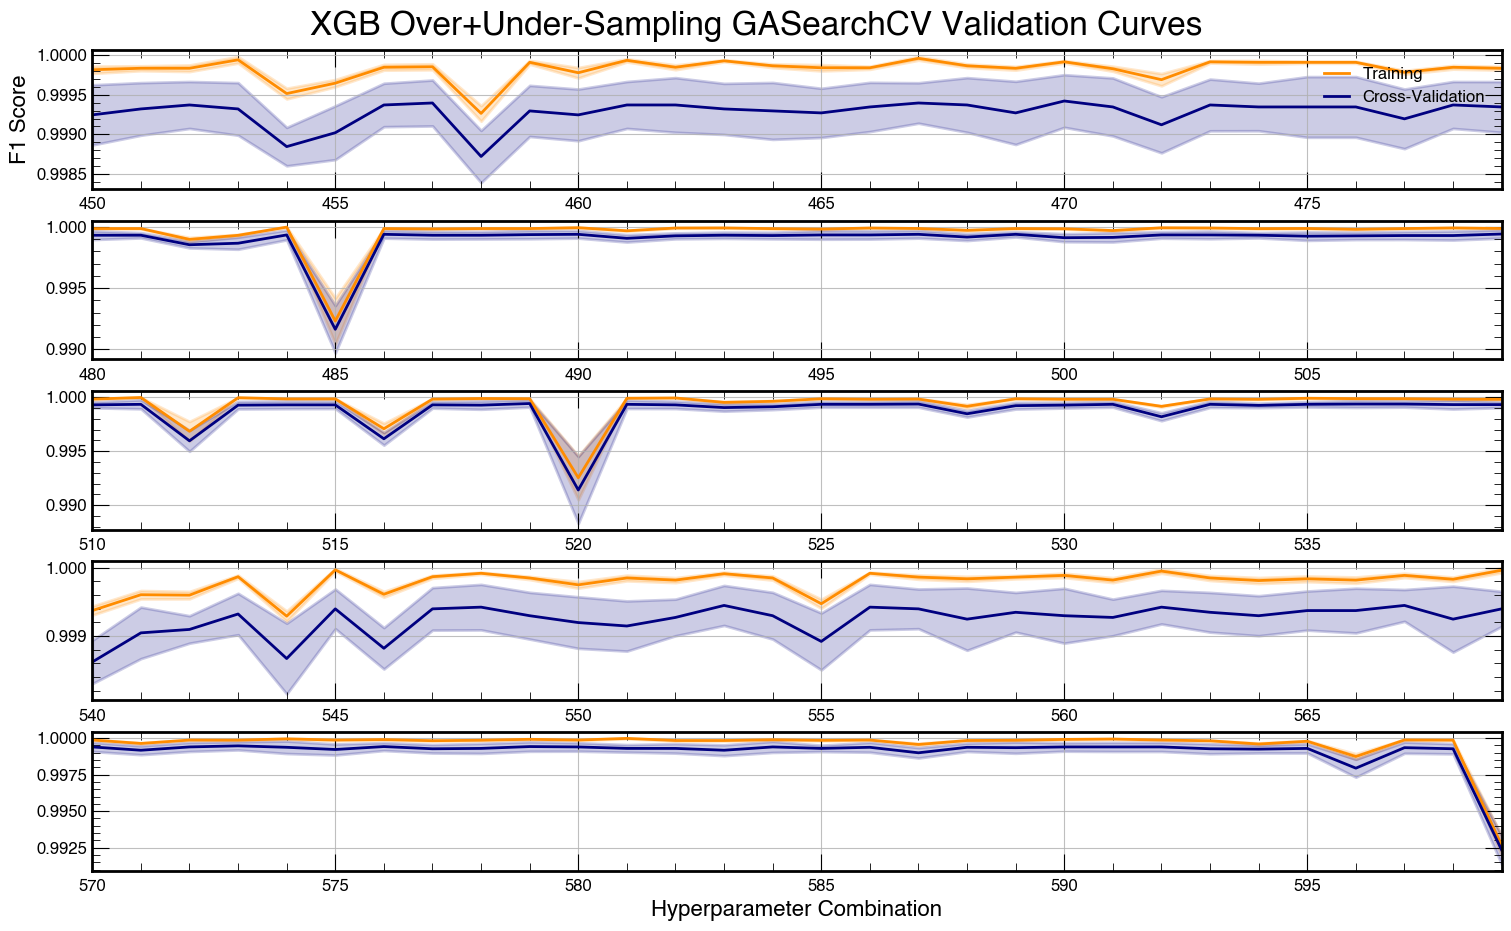 XGB Over+Under-Sampling GASearchCV Validation Curves
F1 Score
1.0000
0.9995
0.9990
0.9985
Training
Cross-Validation
450 455 460 465 470 475
1.000
0.995
0.990
480 485 490 495 500 505
1.000
0.995
0.990
510 515 520 525 530 535
1.000
0.999
540 545 550 555 560 565
1.0000
0.9975
0.9950
0.9925
570 575 580 585 590 595
Hyperparameter Combination